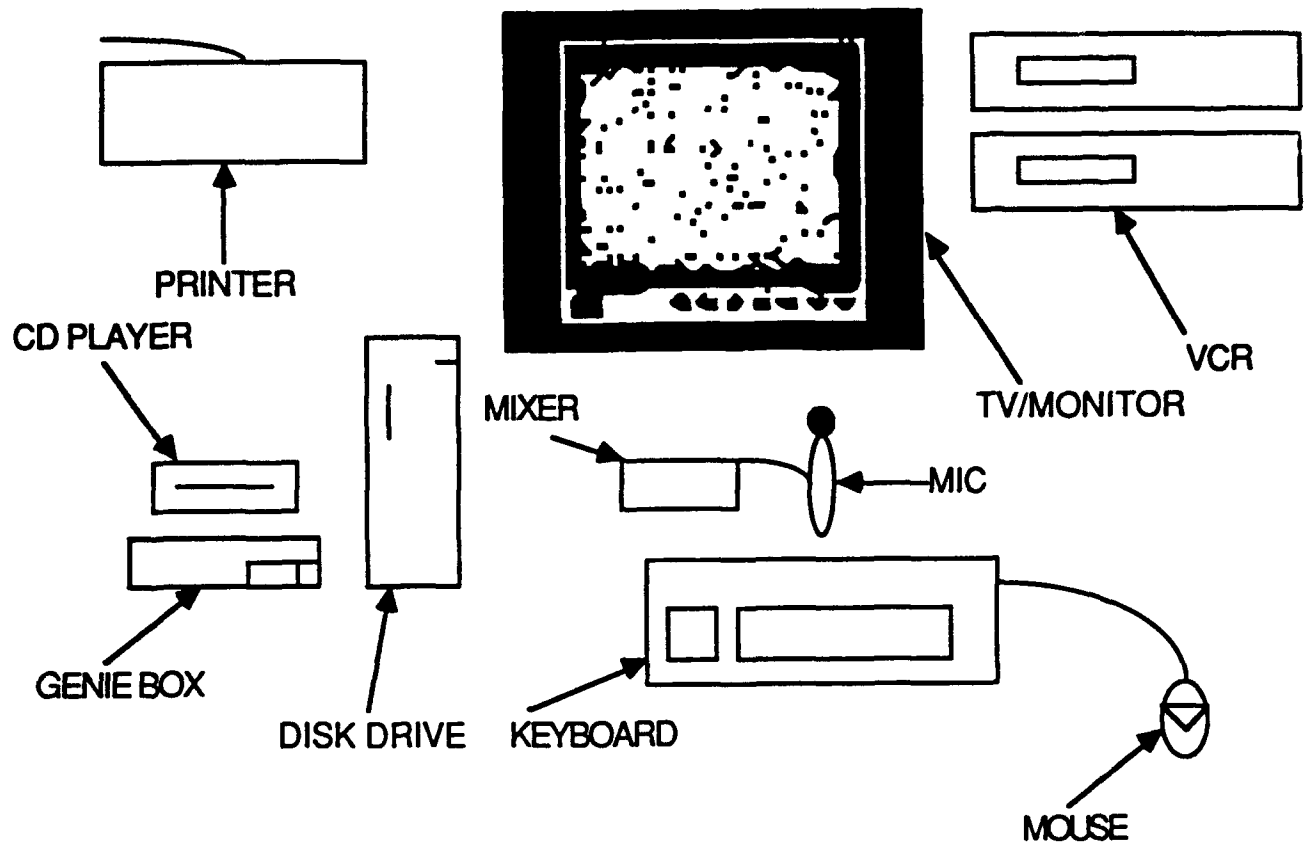 PRINTER
CD PLAYER
VCR
TV/MONITOR
MIXER
MIC
GENIE BOX
DISK DRIVE
KEYBOARD
MOUSE